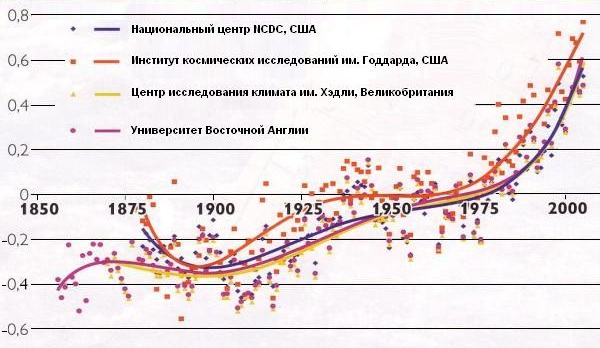 0,8
Национальный центр NCDC, США
0,6
Институт космических исследований им. Годдарда, США
0,4
Центр исследования климата им. Хэдли, Великобритания
0,2
Университет Восточной Англии
0
1850 1875 1900 1925 1950 1975 2000
-0,2
-0,4
-0,6